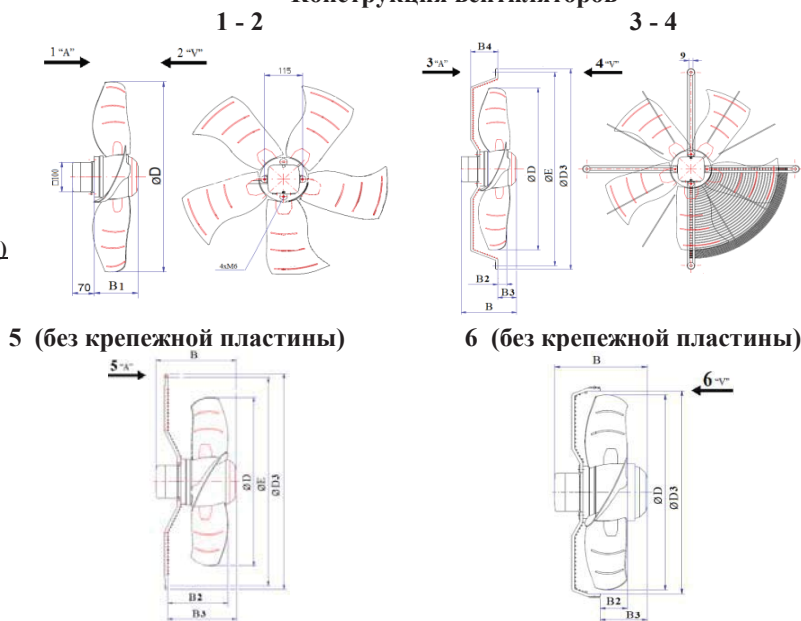 Конструкция вентиляторов
1 - 2
3 - 4
1 “A”
2 “V”
115
□100
ØD
4xM6
70
B1
)
B4
3 “A”
4 “V”
9
ØD
ØE
ØD3
B2
B3
B
5 (без крепежной пластины)
6 (без крепежной пластины)
B
5 “A”
ØD
ØE
ØD3
B2
B3
B
6 “V”
ØD
ØD3
B2
B3